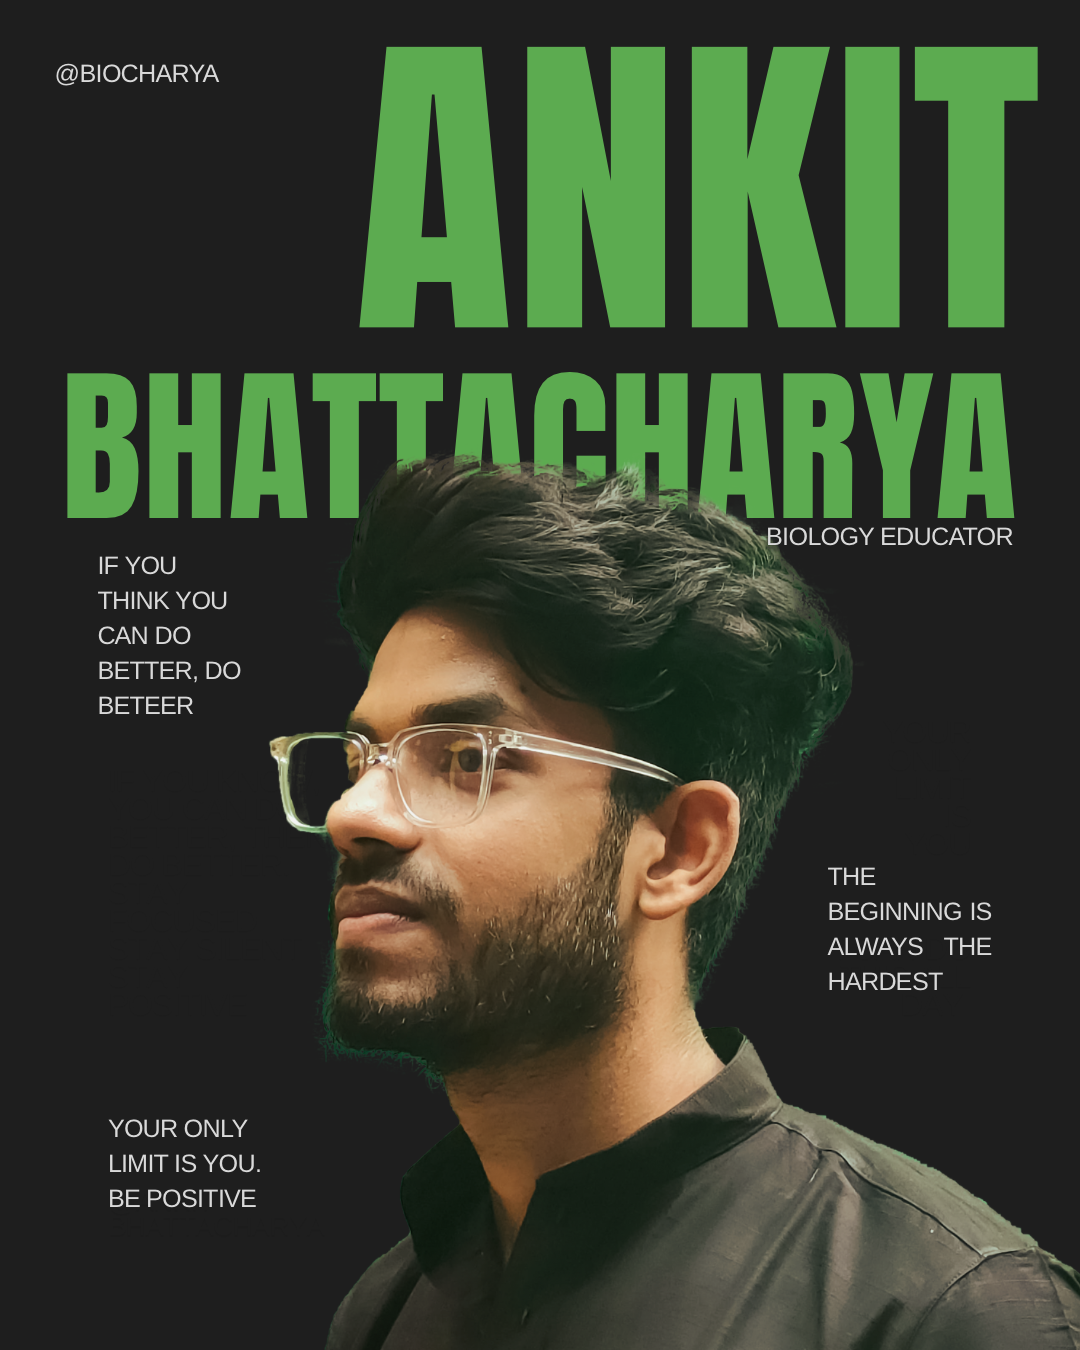 @BIOCHARYA
ANKIT
BHATTACHARYA
BIOLOGY EDUCATOR
IF YOU
THINK YOU
CAN DO
BETTER, DO
BETEER
THE
BEGINNING IS
ALWAYS THE
HARDEST
YOUR ONLY
LIMIT IS YOU.
BE POSITIVE